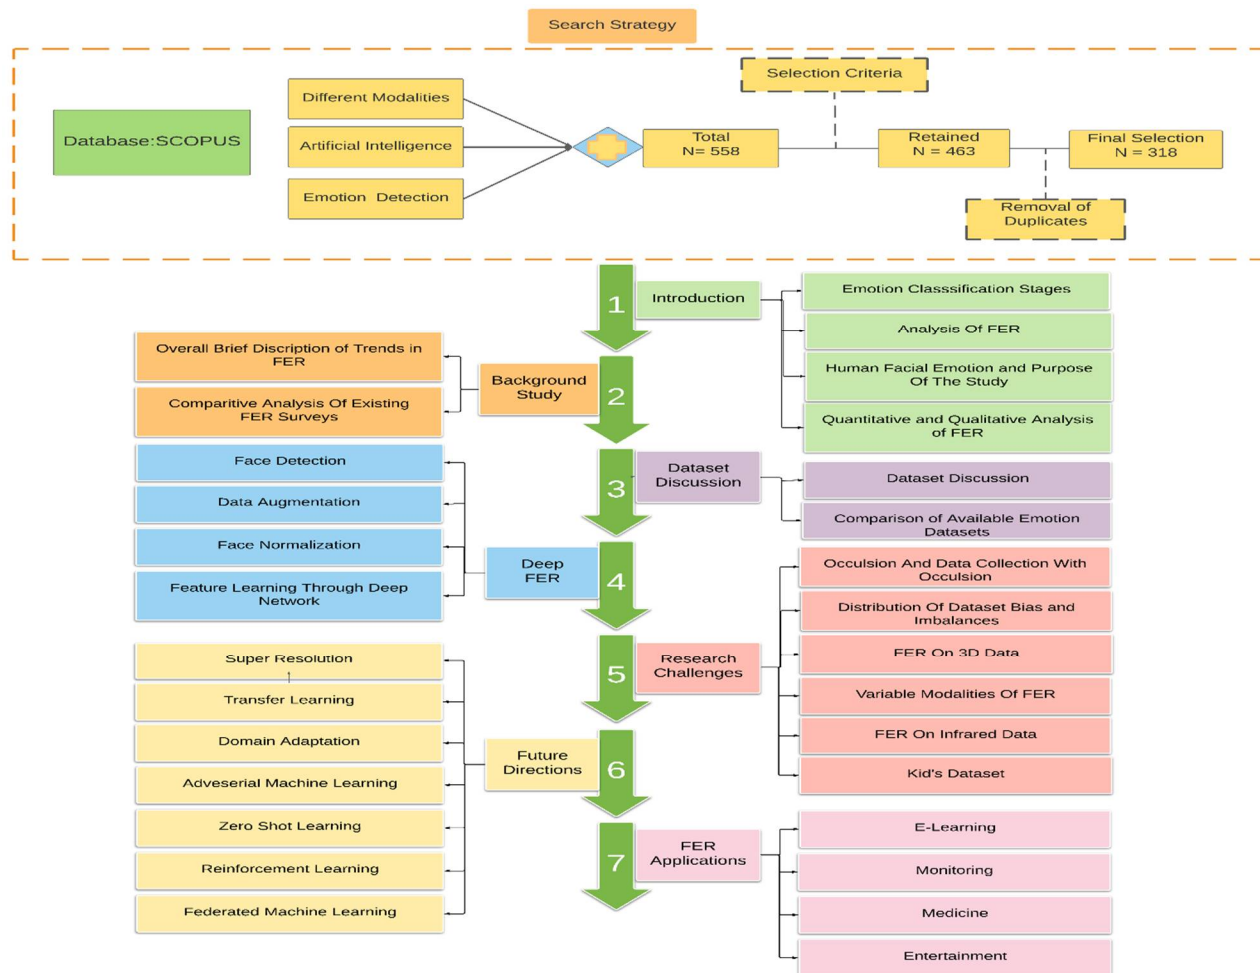 Search Strategy
Database:SCOPUS
Different Modalities
Artificial Intelligence
Emotion Detection
Total
N= 558
Selection Criteria
Retained
N = 463
Removal of
Duplicates
Final Selection
N = 318
1
Introduction
Emotion Classsification Stages
Analysis Of FER
Human Facial Emotion and Purpose
Of The Study
Quantitative and Qualitative Analysis
of FER
2
Background
Study
Overall Brief Discription of Trends in
FER
Comparitive Analysis Of Existing
FER Surveys
3
Dataset
Discussion
Dataset Discussion
Comparison of Available Emotion
Datasets
4
Deep
FER
Face Detection
Data Augmentation
Face Normalization
Feature Learning Through Deep
Network
5
Research
Challenges
Occulsion And Data Collection With
Occulsion
Distribution Of Dataset Bias and
Imbalances
FER On 3D Data
Variable Modalities Of FER
FER On Infrared Data
Kid's Dataset
6
Future
Directions
Super Resolution
Transfer Learning
Domain Adaptation
Adveserial Machine Learning
Zero Shot Learning
Reinforcement Learning
Federated Machine Learning
7
FER
Applications
E-Learning
Monitoring
Medicine
Entertainment